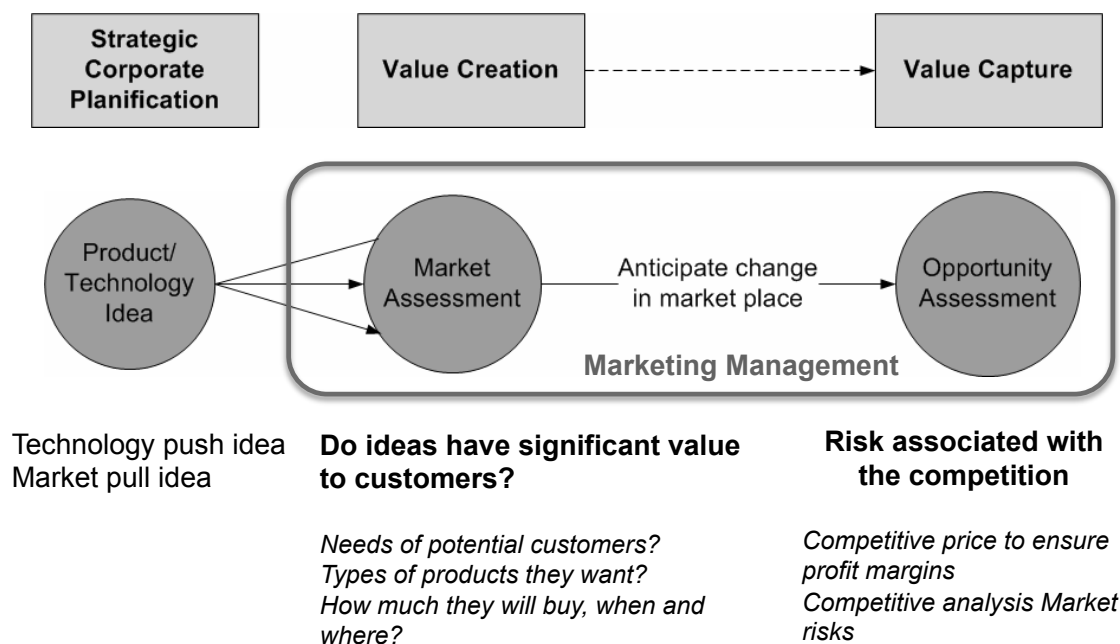 Strategic
Corporate
Planification
Value Creation
Value Capture
Product/
Technology
Idea
Market
Assessment
Anticipate change
in market place
Opportunity
Assessment
Marketing Management
Technology push idea
Market pull idea
Do ideas have significant value
to customers?
Needs of potential customers?
Types of products they want?
How much they will buy, when and
where?
Risk associated with
the competition
Competitive price to ensure
profit margins
Competitive analysis Market
risks